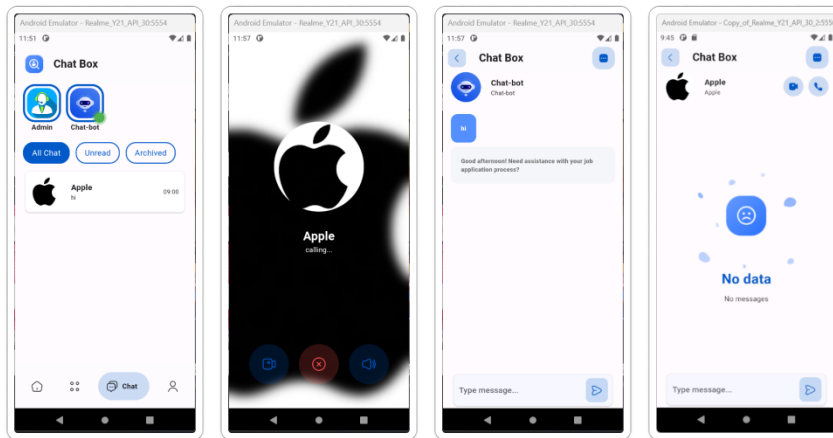 Android Emulator - Realme_Y21_API_30:5554
11:51
Chat Box
Admin
Chat-bot
All Chat
Unread
Archived
Apple
hi
09:00
Chat
Android Emulator - Realme_Y21_API_30:5554
11:57
Apple
calling...
Android Emulator - Realme_Y21_API_30:5554
11:57
Chat Box
Chat-bot
Chat-bot
hi
Good afternoon! Need assistance with your job
application process?
Type message...
Android Emulator - Copy_of_Realme_Y21_API_30_2:555
9:45
Chat Box
Apple
Apple
No data
No messages
Type message...